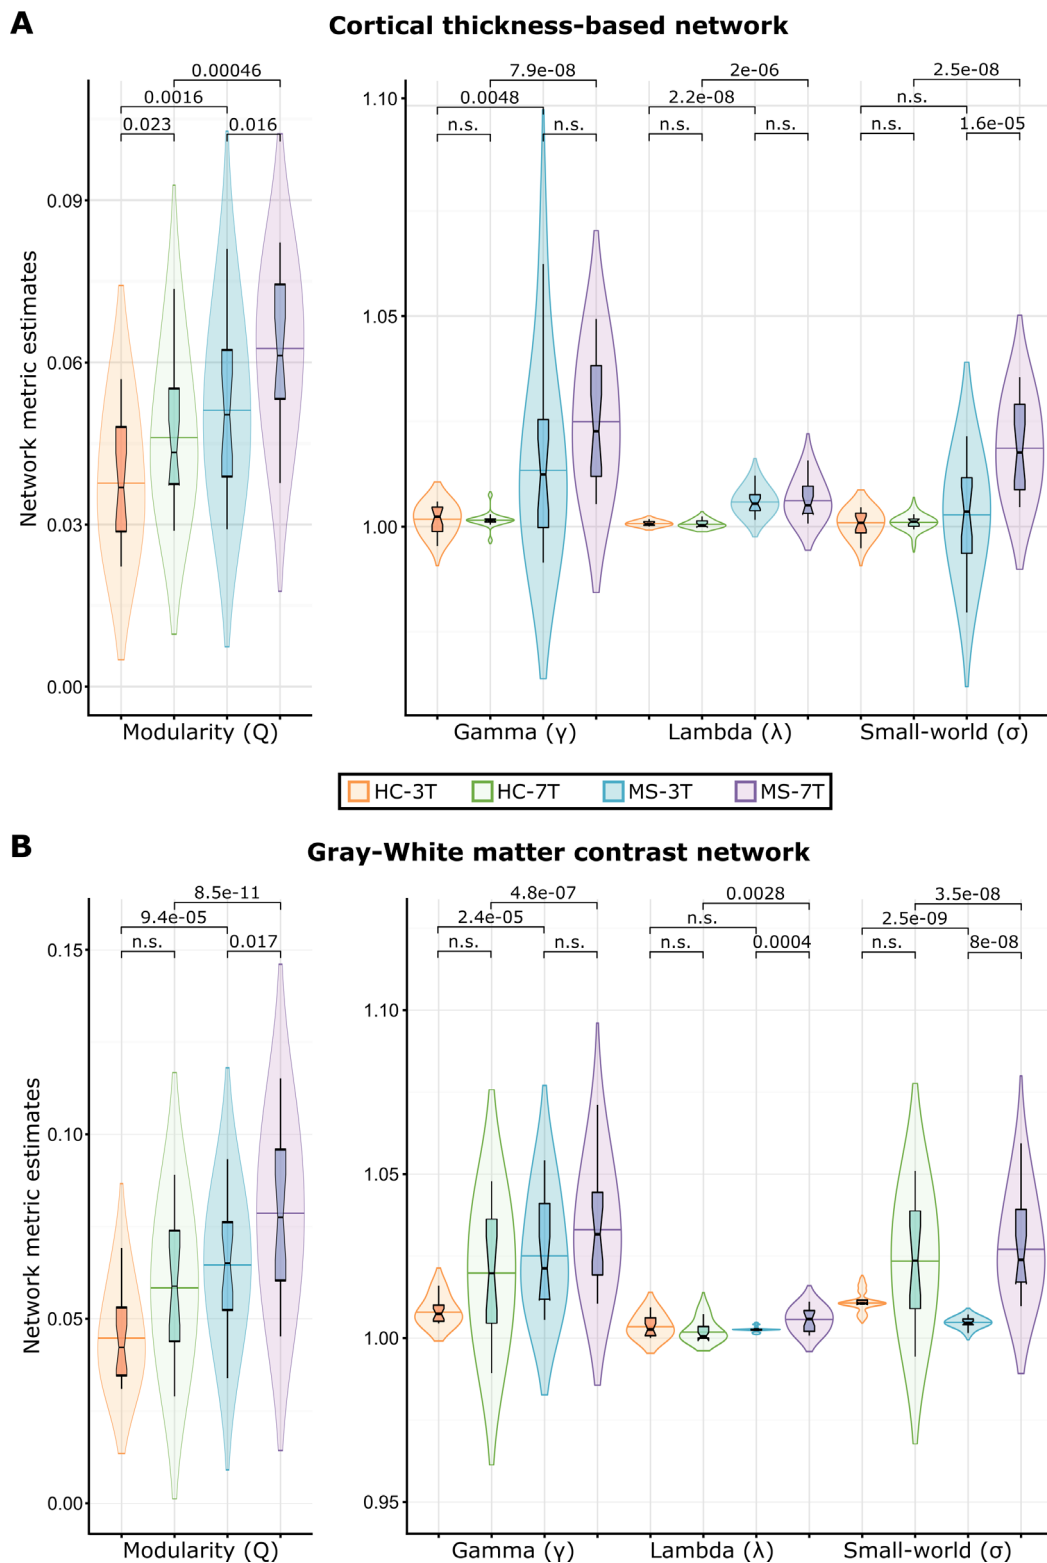 A
Cortical thickness-based network
0.00046
7.9e-08
2e-06
2.5e-08
0.0016
0.0048
2.2e-08
n.s.
0.023
0.016
n.s.
n.s.
n.s.
n.s.
n.s.
1.6e-05
Network metric estimates
0.09
0.06
0.03
0.00
1.10
1.05
1.00
Modularity (Q)
Gamma (γ)
Lambda (λ)
Small-world (σ)
HC-3T
HC-7T
MS-3T
MS-7T
B
Gray-White matter contrast network
8.5e-11
4.8e-07
0.0028
3.5e-08
9.4e-05
2.4e-05
n.s.
2.5e-09
n.s.
0.017
n.s.
n.s.
n.s.
0.0004
n.s.
8e-08
Network metric estimates
0.15
0.10
0.05
0.00
1.10
1.05
1.00
0.95
Modularity (Q)
Gamma (γ)
Lambda (λ)
Small-world (σ)